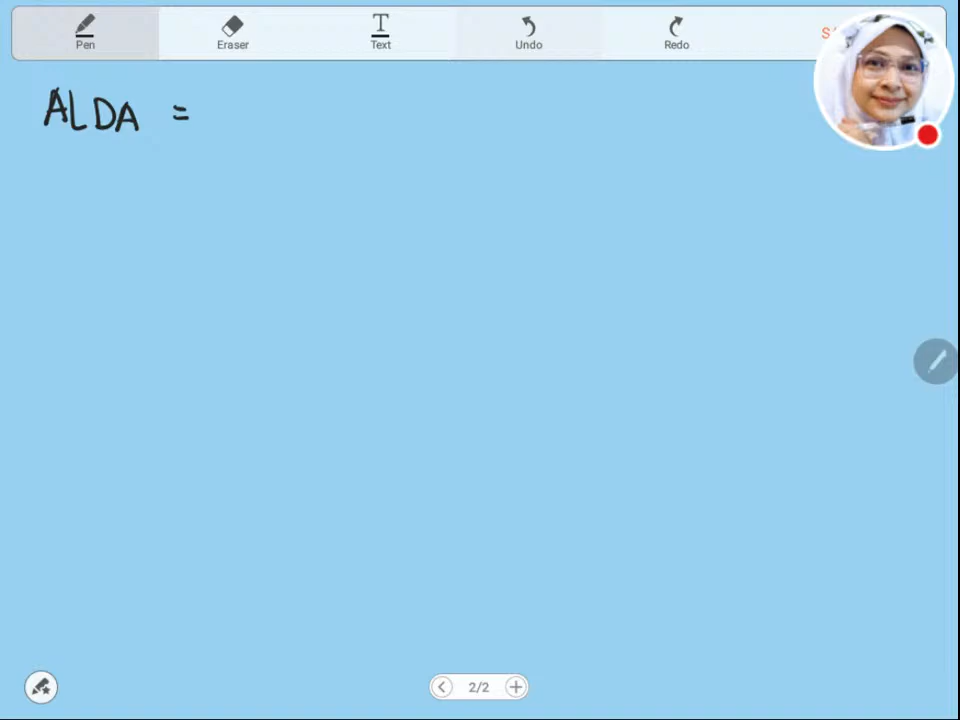 Pen Eraser Text Undo Redo
ALDA =
2/2